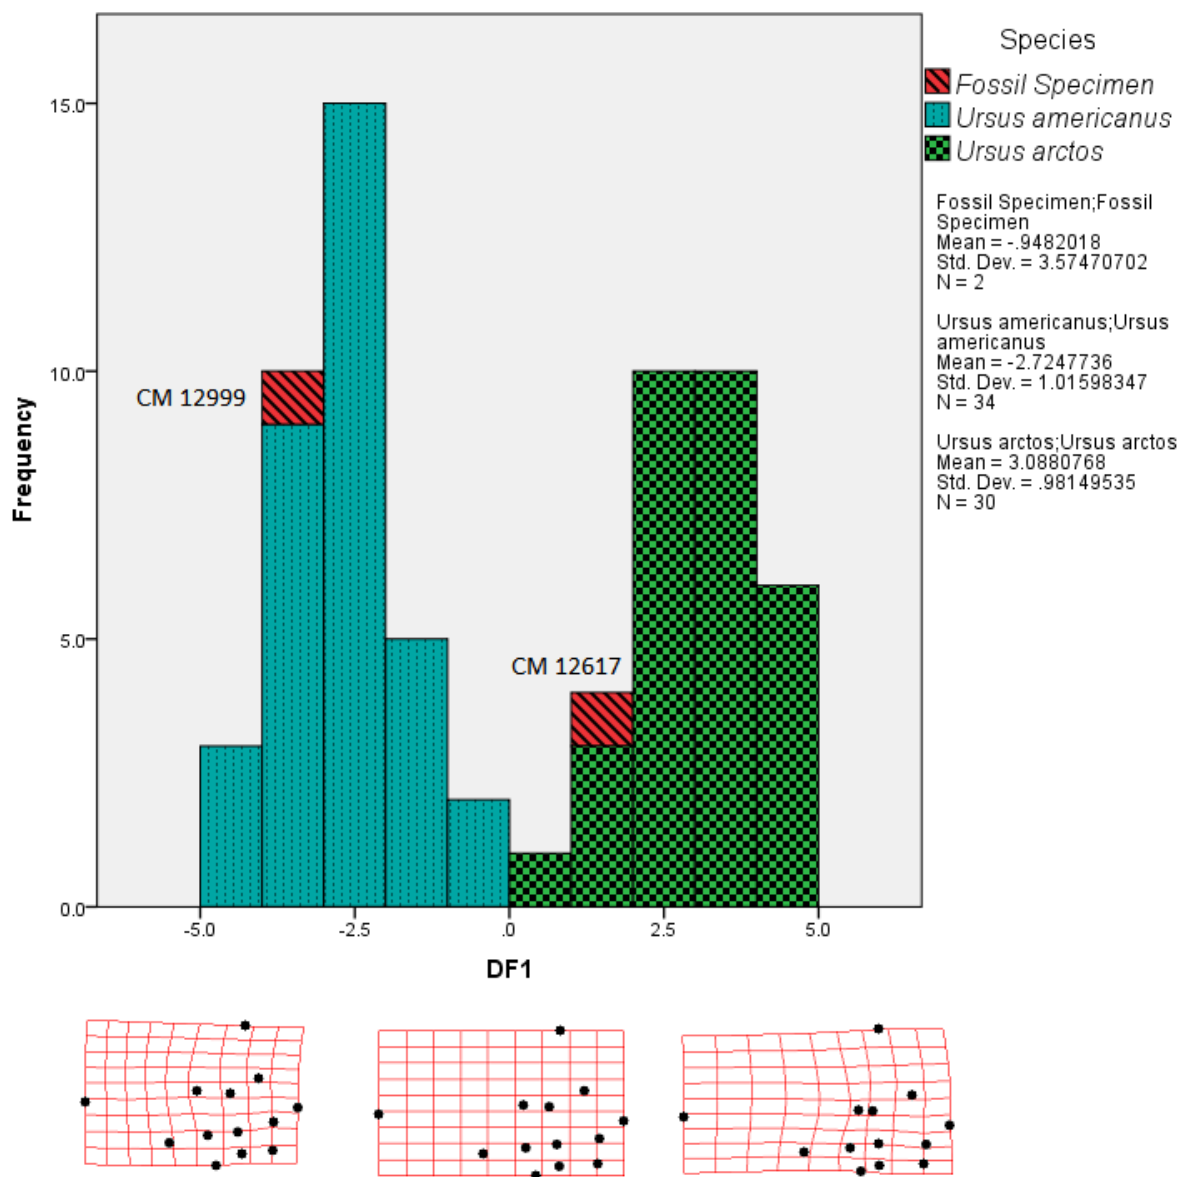 Species
Fossil Specimen
Ursus americanus
Ursus arctos
Fossil Specimen;Fossil
Specimen
Mean = -.9482018
Std. Dev. = 3.57470702
N = 2
Ursus americanus;Ursus
americanus
Mean = -2.7247736
Std. Dev. = 1.01598347
N = 34
Ursus arctos;Ursus arctos
Mean = 3.0880768
Std. Dev. = .98149535
N = 30
15.0
10.0
5.0
0.0
Frequency
CM 12999
CM 12617
-5.0 -2.5 .0 2.5 5.0
DF1